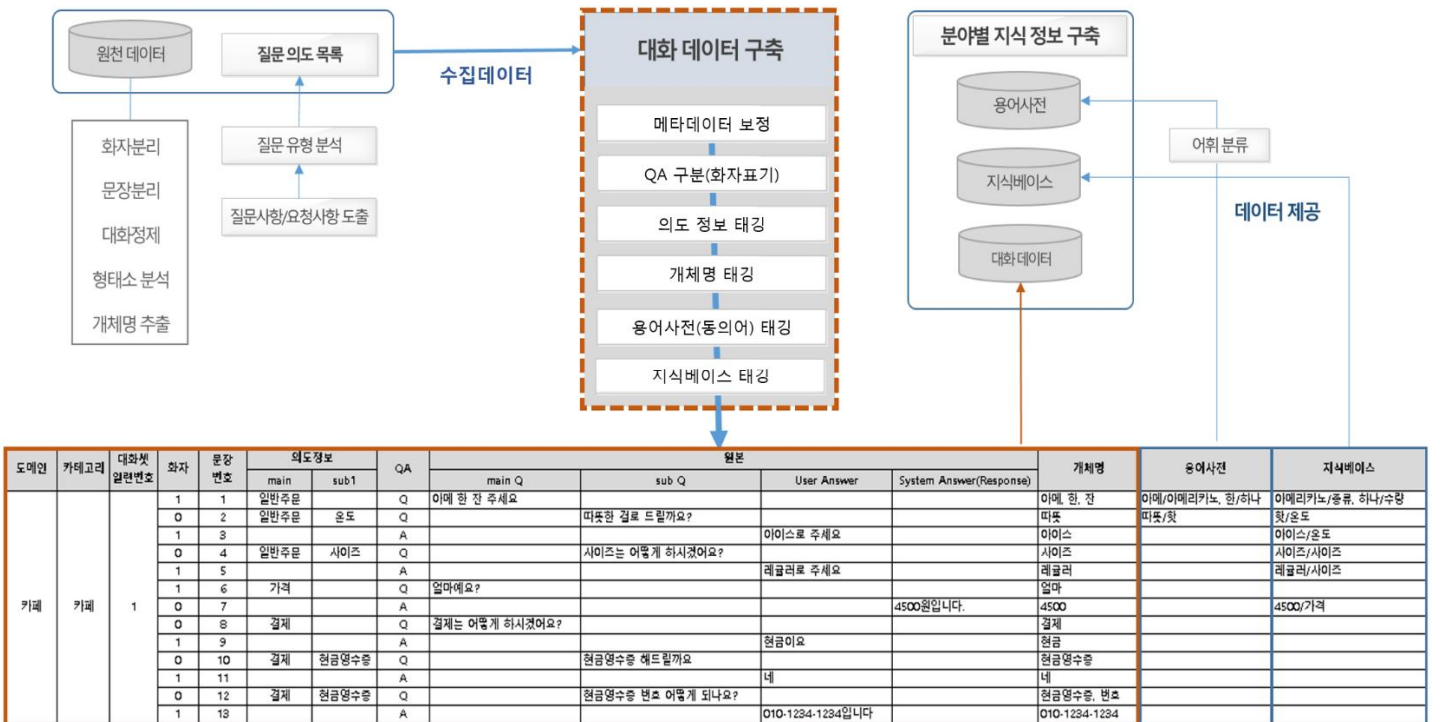 원천 데이터
질문 의도 목록
화자분리
문장분리
대화정제
형태소 분석
개체명 추출
질문 유형 분석
질문사항/요청사항 도출
수집데이터
대화 데이터 구축
메타데이터 보정
QA 구분(화자표기)
의도 정보 태깅
개체명 태깅
용어사전(동의어) 태깅
지식베이스 태깅
분야별 지식 정보 구축
용어사전
지식베이스
대화 데이터
어휘 분류
데이터 제공
도메인 카테고리 대화셋 일련번호 화자 문장 번호 의도정보 QA 원본 개체명 용어사전 지식베이스
main sub1 main Q sub Q User Answer System Answer(Response)
카페 카페 1
1 1 일반주문 Q 아메 한 잔 주세요 아메, 한, 잔 아메/아메리카노, 한/하나 아메리카노/종류, 하나/수량
0 2 일반주문 온도 Q 따뜻한 걸로 드릴까요? 따뜻 따뜻/핫 핫/온도
1 3 A 아이스로 주세요 아이스 아이스/온도
0 4 일반주문 사이즈 Q 사이즈는 어떻게 하시겠어요? 사이즈 사이즈/사이즈
1 5 A 레귤러로 주세요 레귤러 레귤러/사이즈
1 6 가격 Q 얼마예요? 얼마
0 7 A 4500원입니다. 4500 4500/가격
0 8 결제 Q 결제는 어떻게 하시겠어요? 결제
1 9 A 현금이요 현금
0 10 결제 현금영수증 Q 현금영수증 해드릴까요 현금영수증
1 11 A 네 네
0 12 결제 현금영수증 Q 현금영수증 번호 어떻게 되나요? 현금영수증, 번호
1 13 A 010-1234-1234입니다 010-1234-1234